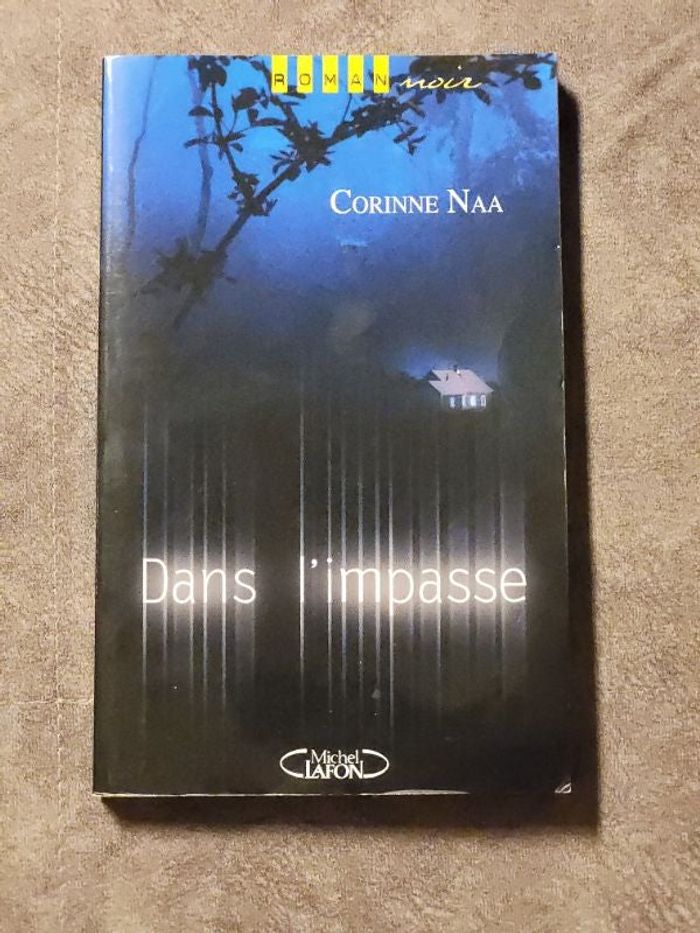 ROMAN noir
CORINNE NAA
Dans l'impasse
Michel
LAFON